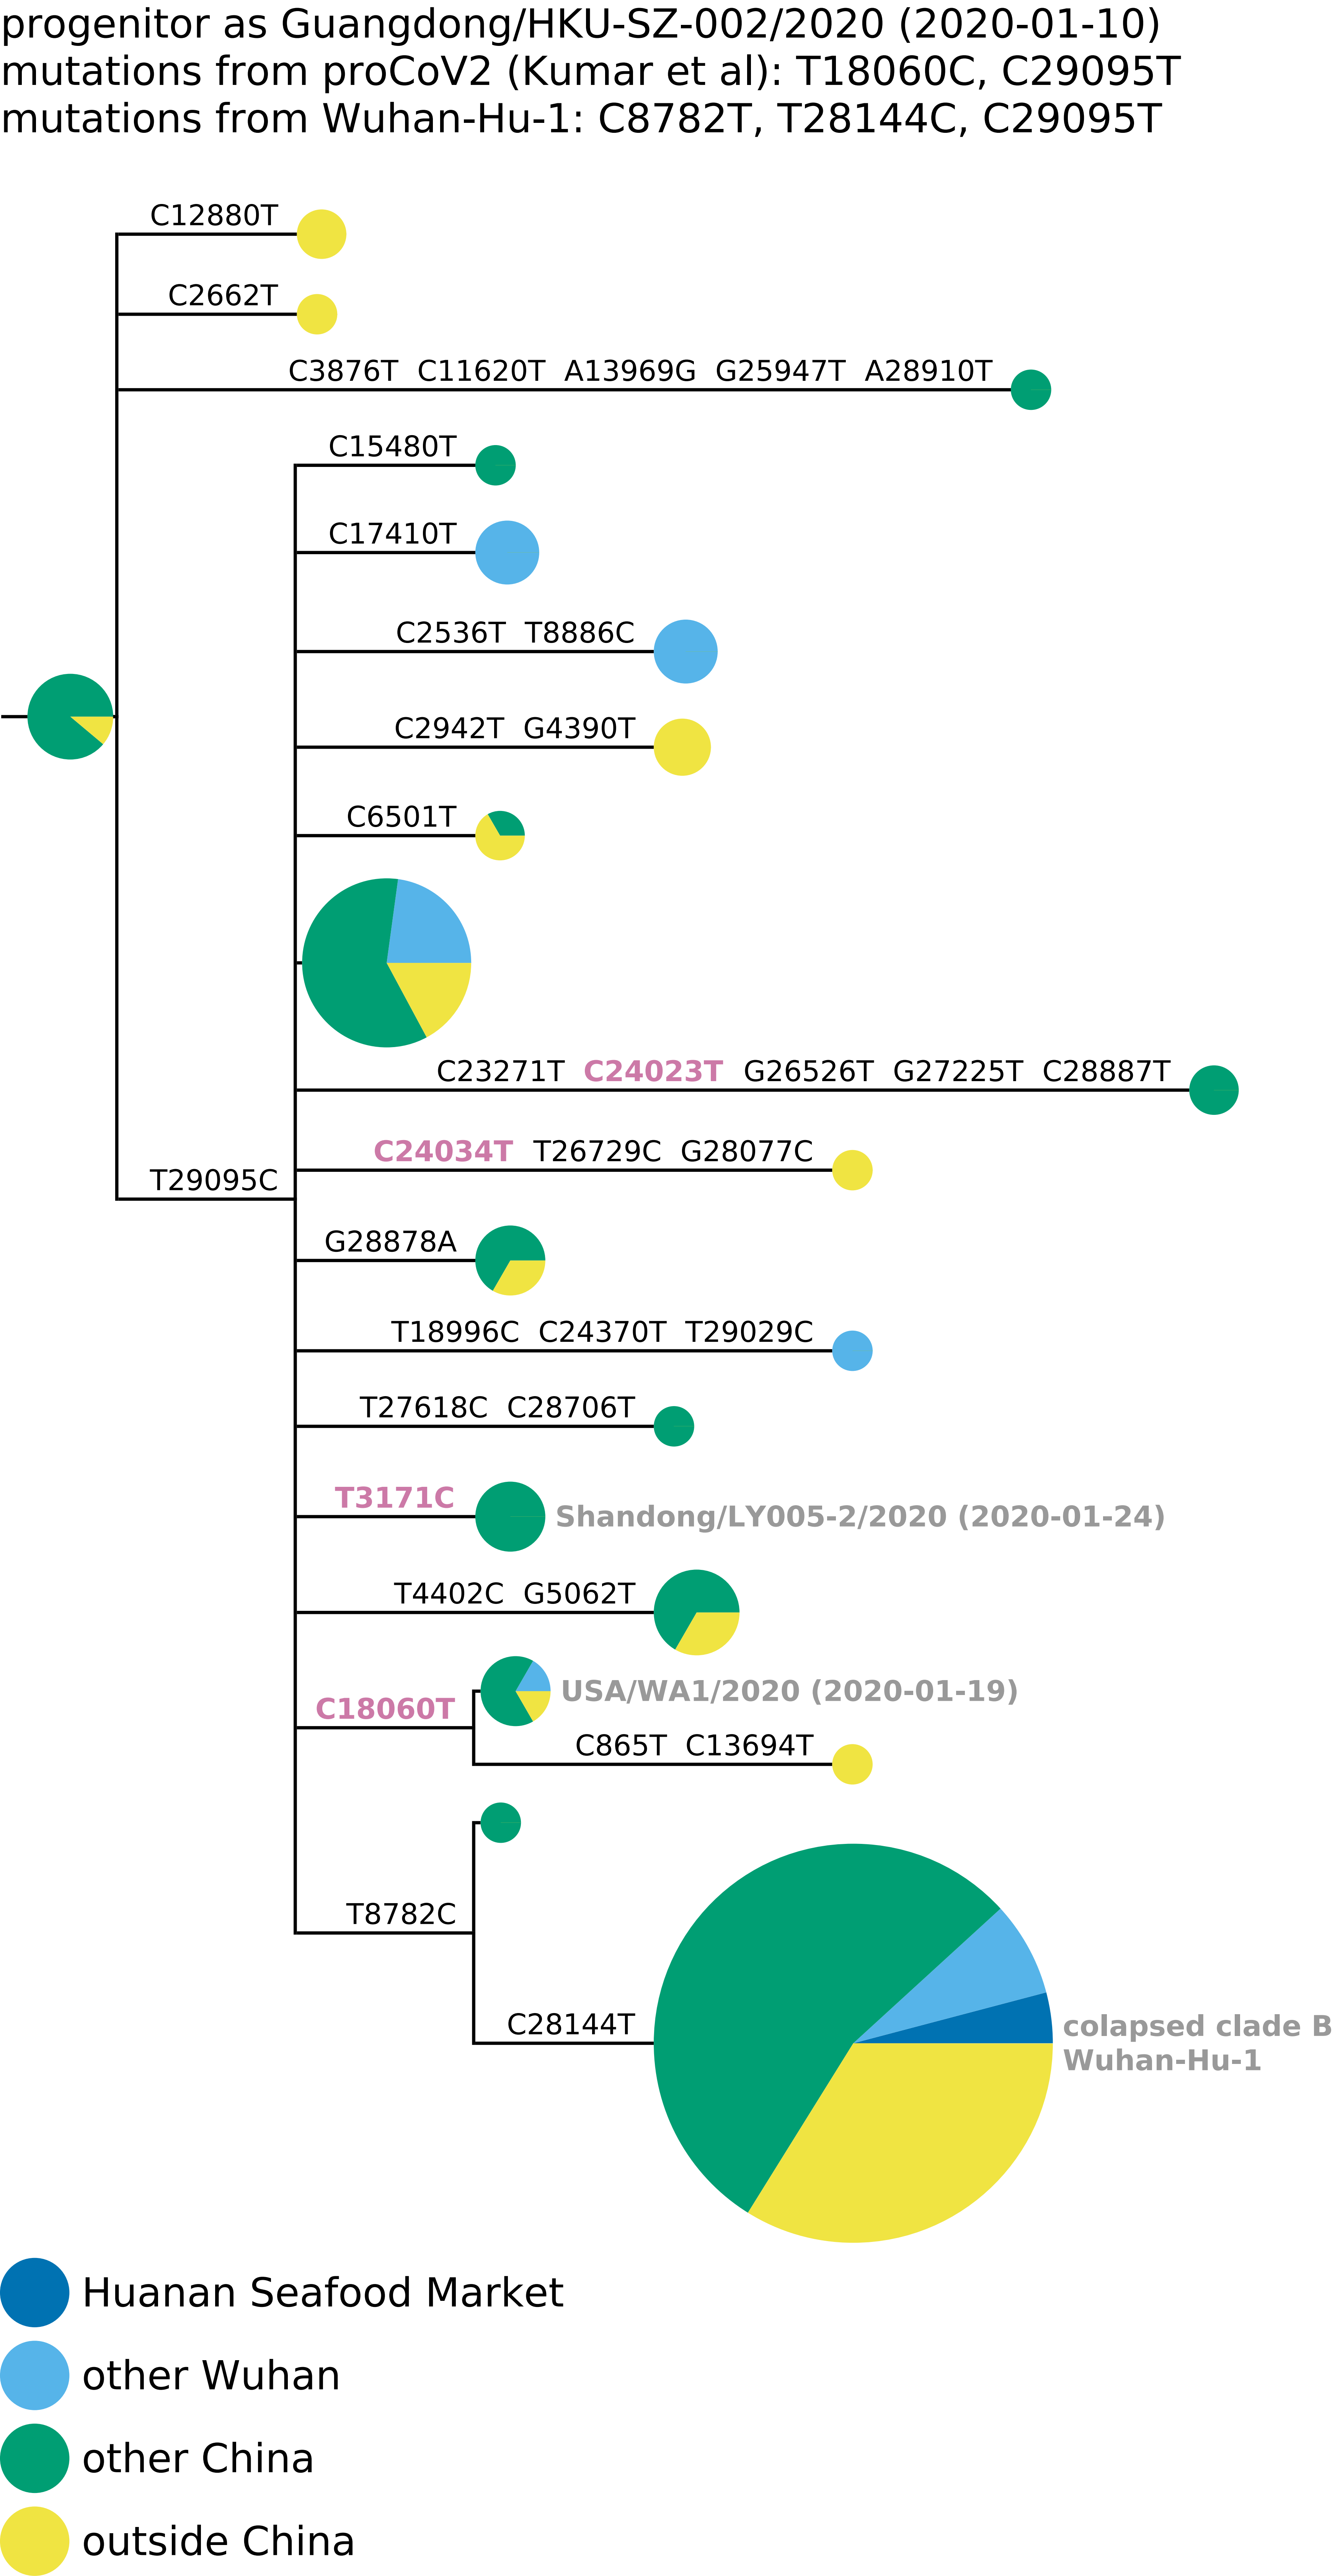 progenitor as Guangdong/HKU-SZ-002/2020 (2020-01-10)
mutations from proCoV2 (Kumar et al): T18060C, C29095T
mutations from Wuhan-Hu-1: C8782T, T28144C, C29095T
C12880T
C2662T
C3876T C11620T A13969G G25947T A28910T
C15480T
C17410T
C2536T T8886C
C2942T G4390T
C6501T
C23271T C24023T G26526T G27225T C28887T
C24034T T26729C G28077C
T29095C
G28878A
T18996C C24370T T29029C
T27618C C28706T
T3171C
Shandong/LY005-2/2020 (2020-01-24)
T4402C G5062T
USA/WA1/2020 (2020-01-19)
C18060T
C865T C13694T
T8782C
C28144T
colapsed clade B
Wuhan-Hu-1
Huanan Seafood Market
other Wuhan
other China
outside China